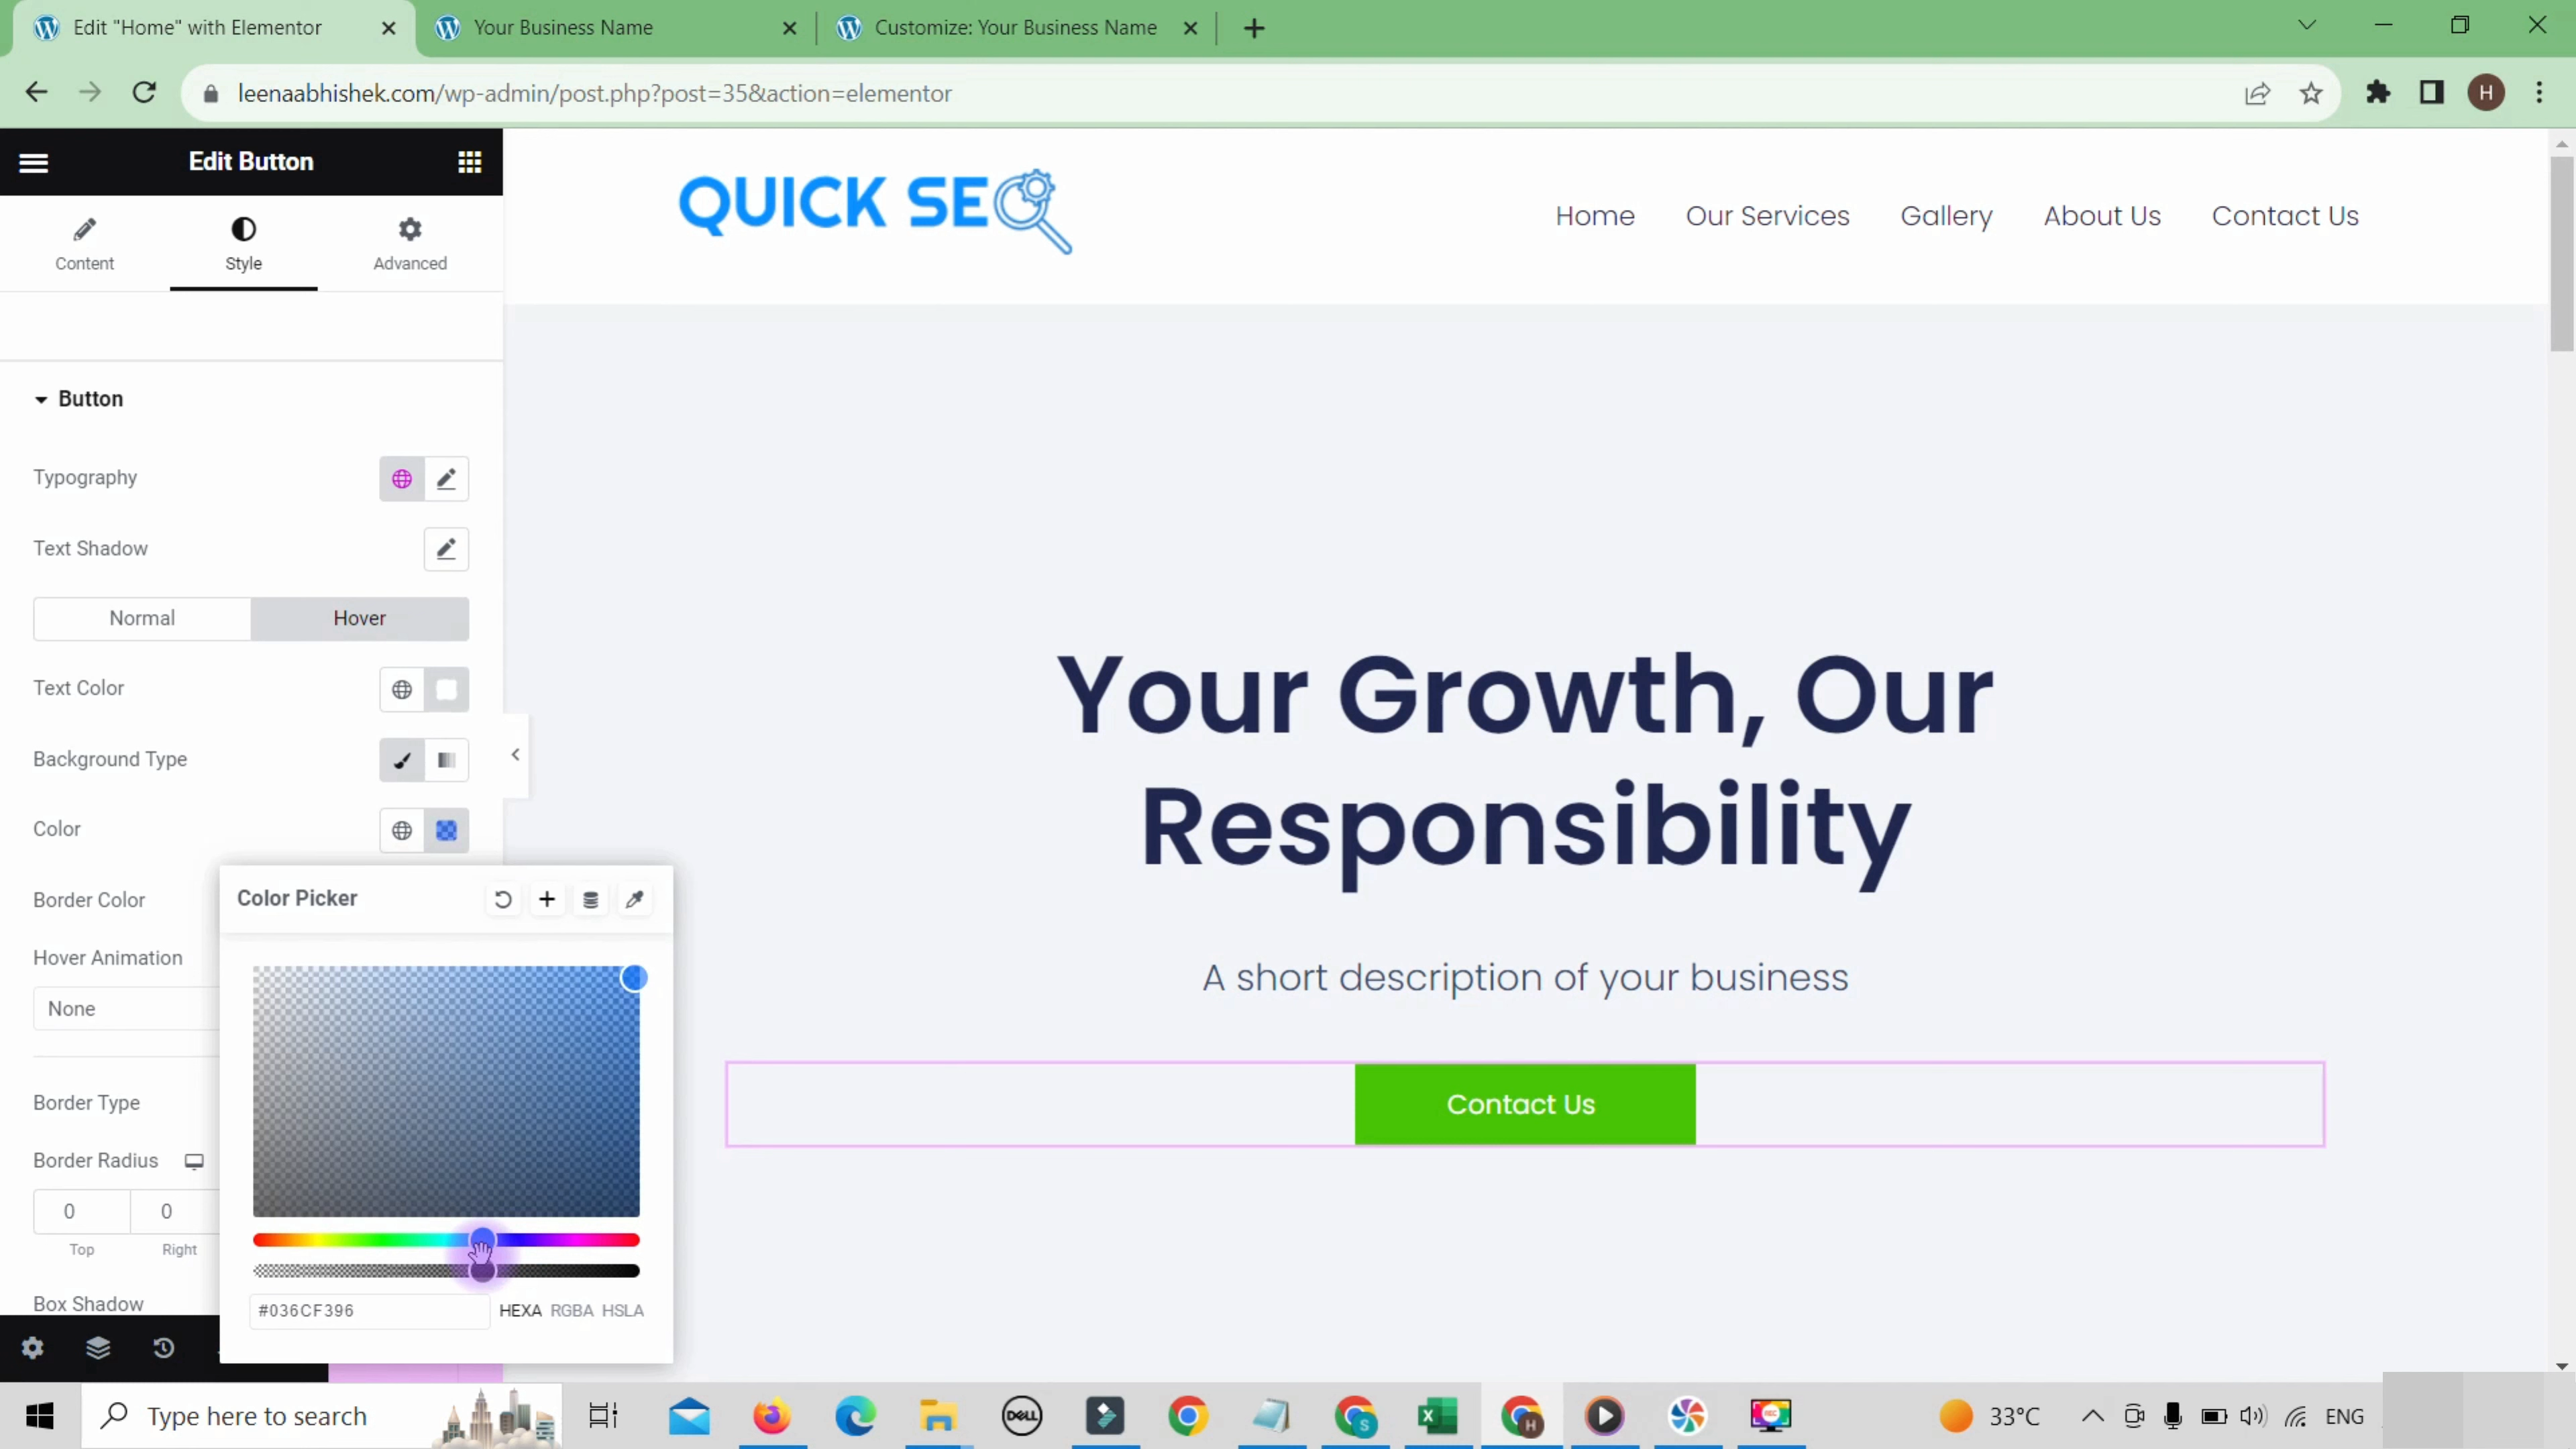 Edit "Home" with Elementor
Your Business Name
Customize: Your Business Name
leenaabhishek.com/wp-admin/post.php?post=35&action=elementor
H
Edit Button
Content
Style
Advanced
QUICK SEO
Home
Our Services
Gallery
About Us
Contact Us
Button
Typography
Text Shadow
Normal
Hover
Text Color
Background Type
Color
Border Color
Hover Animation
None
Border Type
Border Radius
0
0
Top
Right
Box Shadow
Color Picker
#036CF396
HEXA
RGBA
HSLA
Your Growth, Our
Responsibility
A short description of your business
Contact Us
Type here to search
DELL
S
X
H
REC
33°C
ENG